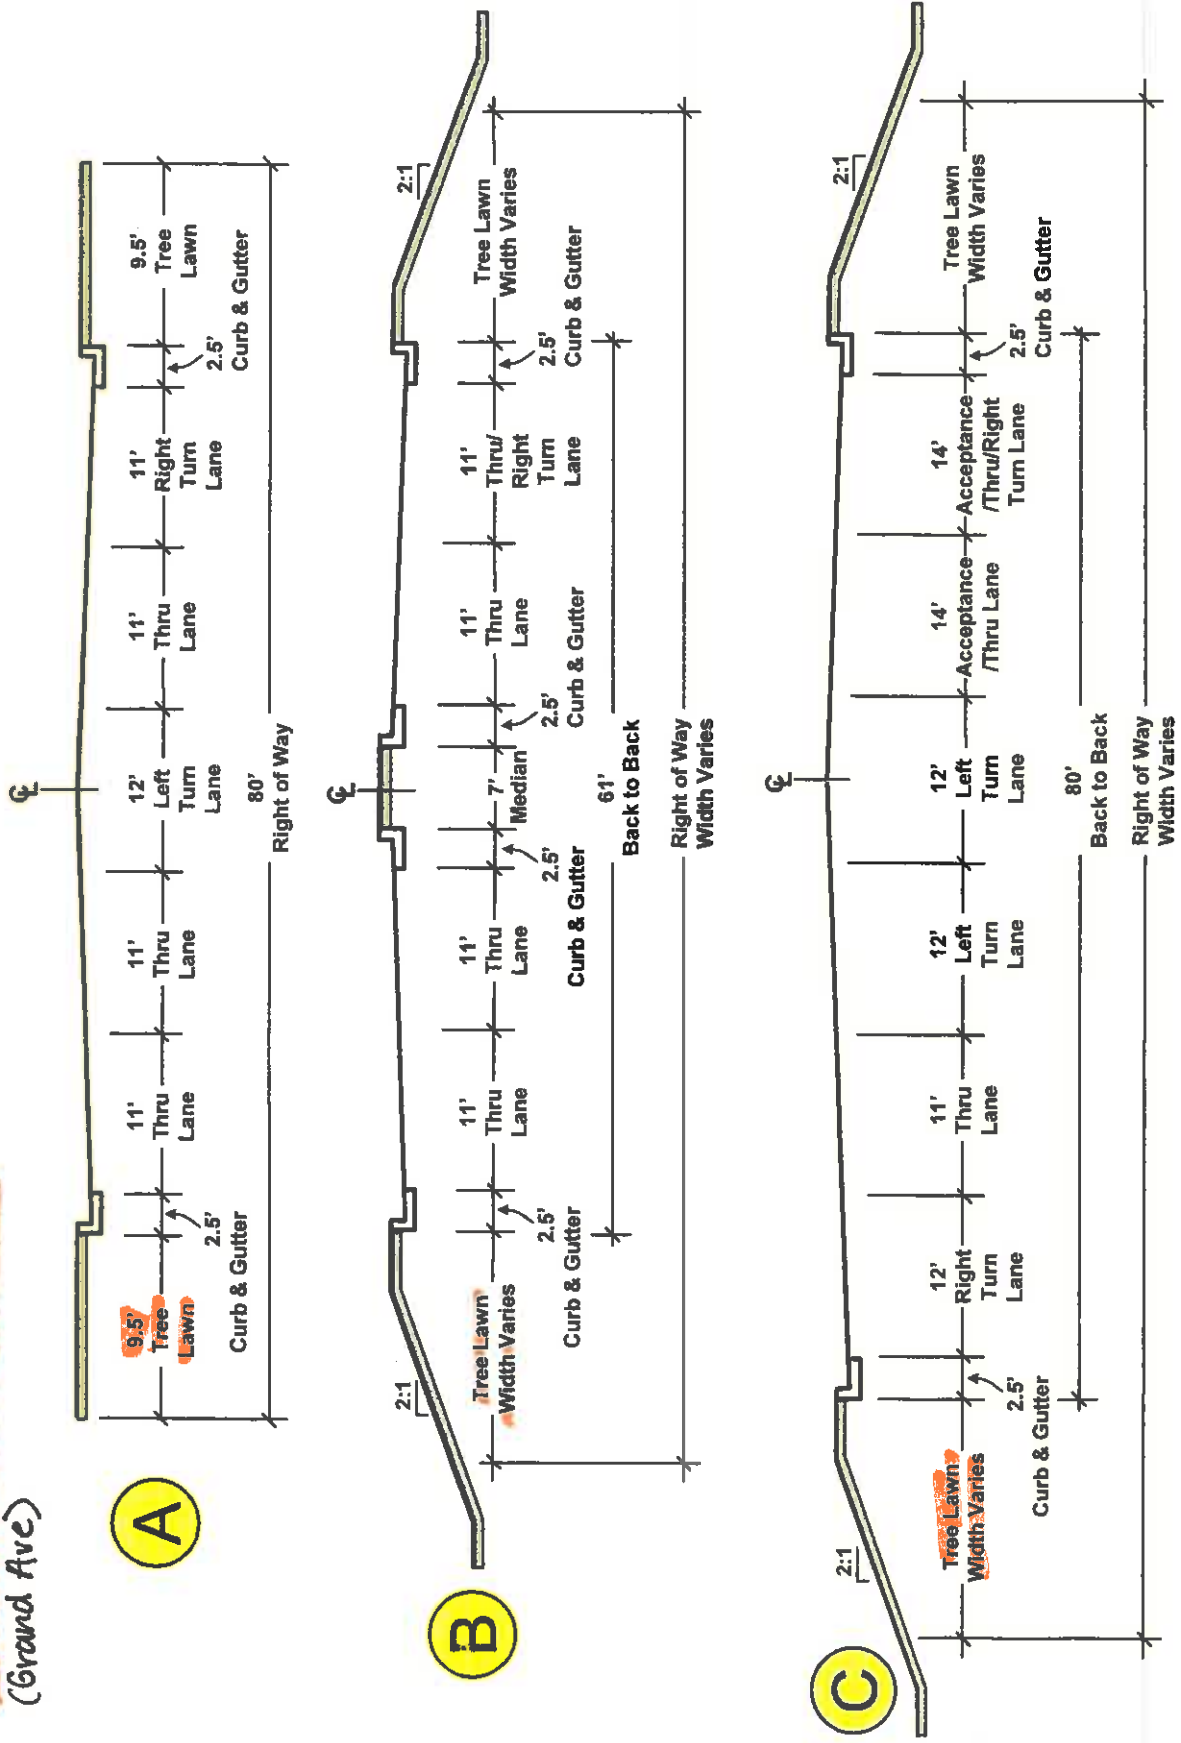 (Grand Ave)
A
9.5'
Tree
Lawn
2.5'
Curb & Gutter
11'
Thru
Lane
11'
Thru
Lane
12'
Left
Turn
Lane
11'
Thru
Lane
11'
Right
Turn
Lane
2.5'
Curb & Gutter
9.5'
Tree
Lawn
80'
Right of Way
CL
B
2:1
Tree Lawn
Width Varies
2.5'
Curb & Gutter
11'
Thru
Lane
11'
Thru
Lane
2.5'
Curb & Gutter
7'
Median
2.5'
Curb & Gutter
11'
Thru
Lane
11'
Thru/
Right
Turn
Lane
2.5'
Curb & Gutter
Tree Lawn
Width Varies
2:1
61'
Back to Back
Right of Way
Width Varies
CL
C
2:1
Tree Lawn
Width Varies
2.5'
Curb & Gutter
12'
Right
Turn
Lane
11'
Thru
Lane
12'
Left
Turn
Lane
12'
Left
Turn
Lane
14'
Acceptance
/Thru Lane
14'
Acceptance
/Thru/Right
Turn Lane
2.5'
Curb & Gutter
Tree Lawn
Width Varies
2:1
80'
Back to Back
Right of Way
Width Varies
CL